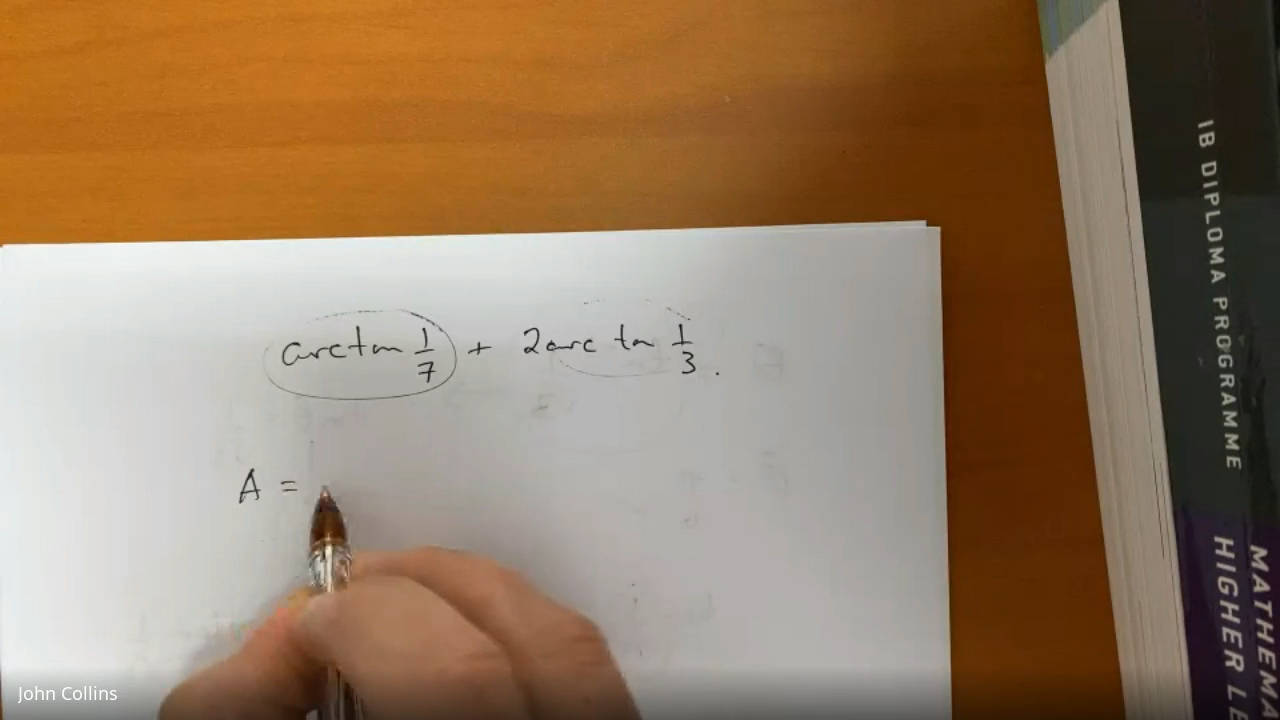 arctan 1/7 + 2arc tan 1/3 .
A =
IB DIPLOMA PROGRAMME
MATHEMA
HIGHER LE
John Collins